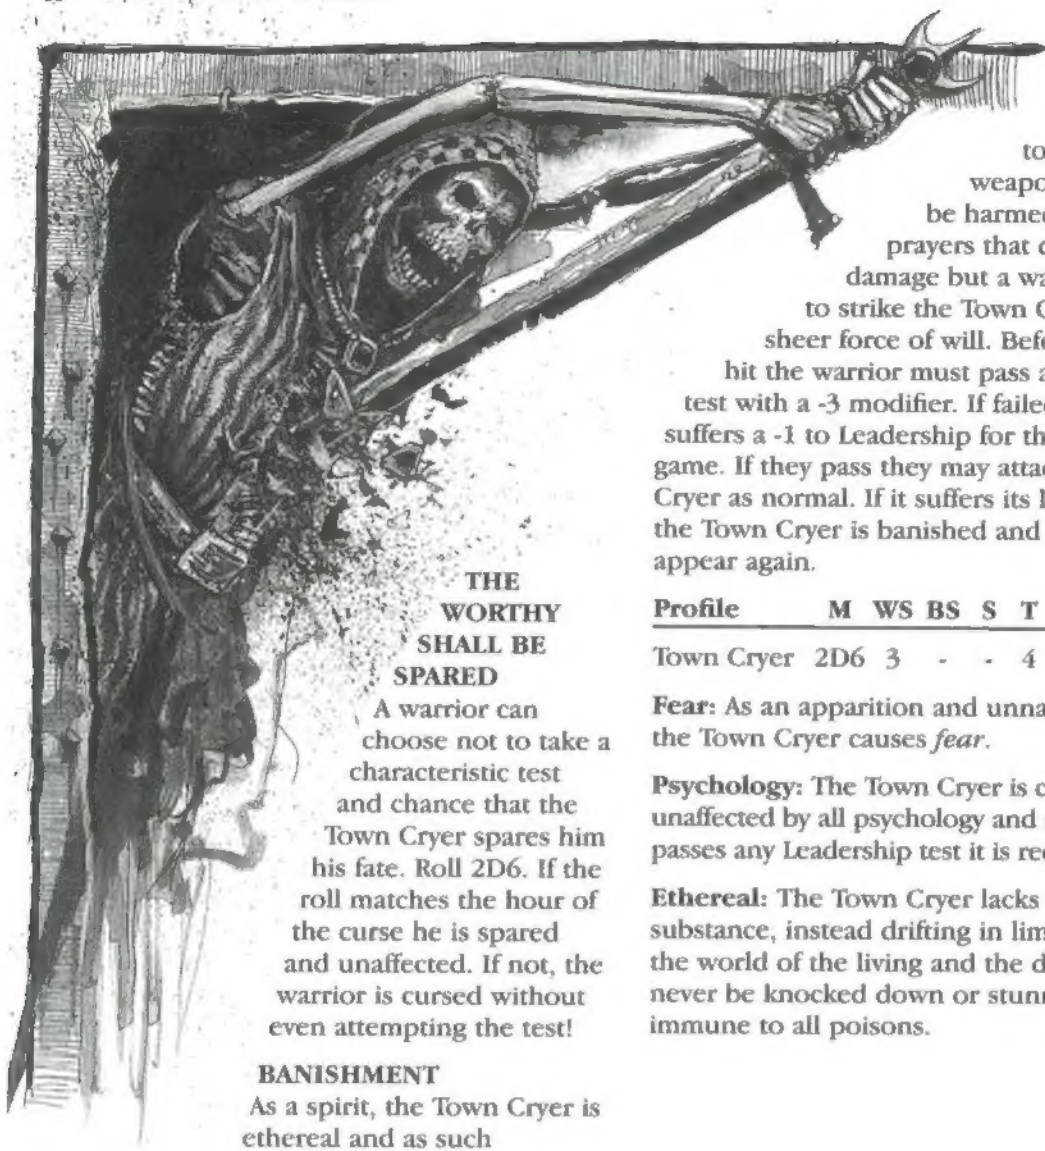 THE
WORTHY
SHALL BE
SPARED
A warrior can
choose not to take a
characteristic test
and chance that the
Town Cryer spares him
his fate. Roll 2D6. If the
roll matches the hour of
the curse he is spared
and unaffected. If not, the
warrior is cursed without
even attempting the test!
BANISHMENT
As a spirit, the Town Cryer is
ethereal and as such
to
weapo
be harmed
prayers that
damage but a wa
to strike the Town
sheer force of will. Bef
hit the warrior must pass a
test with a -3 modifier. If failed
suffers a -1 to Leadership for th
game. If they pass they may atta
Cryer as normal. If it suffers its
the Town Cryer is banished and
appear again.
Profile M WS BS S T
Town Cryer 2D6 3 - - 4
Fear: As an apparition and unna
the Town Cryer causes fear.
Psychology: The Town Cryer is
unaffected by all psychology and
passes any Leadership test it is re
Ethereal: The Town Cryer lacks
substance, instead drifting in lim
the world of the living and the d
never be knocked down or stun
immune to all poisons.